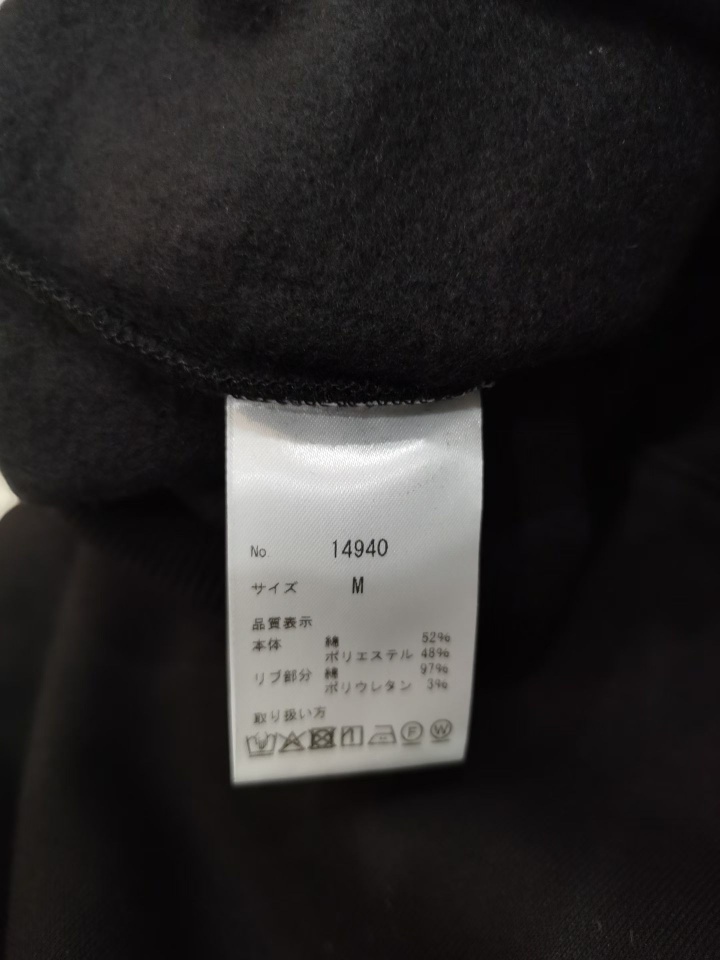 No. 14940
サイズ M
品質表示
本体 綿 52%
ポリエステル 48%
リブ部分 綿 97%
ポリウレタン 3%
取り扱い方
F W